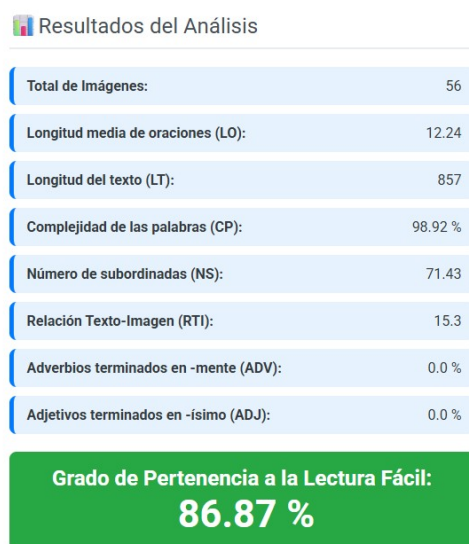 Resultados del Análisis
Total de Imágenes: 56
Longitud media de oraciones (LO): 12.24
Longitud del texto (LT): 857
Complejidad de las palabras (CP): 98.92 %
Número de subordinadas (NS): 71.43
Relación Texto-Imagen (RTI): 15.3
Adverbios terminados en -mente (ADV): 0.0 %
Adjetivos terminados en -ísimo (ADJ): 0.0 %
Grado de Pertenencia a la Lectura Fácil:
86.87 %